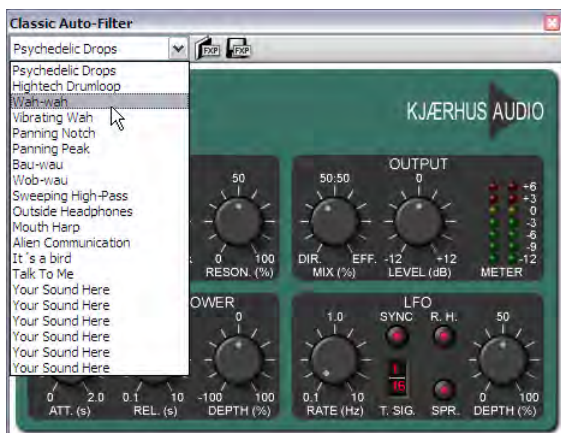 Classic Auto-Filter
Psychedelic Drops
FXP FXP
Psychedelic Drops
Hightech Drumloop
Wah-wah
Vibrating Wah
Panning Notch
Panning Peak
Bau-wau
Wob-wau
Sweeping High-Pass
Outside Headphones
Mouth Harp
Alien Communication
It´s a bird
Talk To Me
Your Sound Here
Your Sound Here
Your Sound Here
Your Sound Here
Your Sound Here
Your Sound Here
KJÆRHUS AUDIO
50
0 100
RESON. (%)
OUTPUT
50:50 0
DIR. EFF. -12 +12
MIX (%) LEVEL (dB) METER
+6
+3
0
-3
-6
-9
-12
OWER
0
0 2.0 0.1 10 -100 100
ATT. (s) REL. (s) DEPTH (%)
LFO
1.0 SYNC R. H. 50
16
0.1 10 0 100
RATE (Hz) T. SIG. SPR. DEPTH (%)